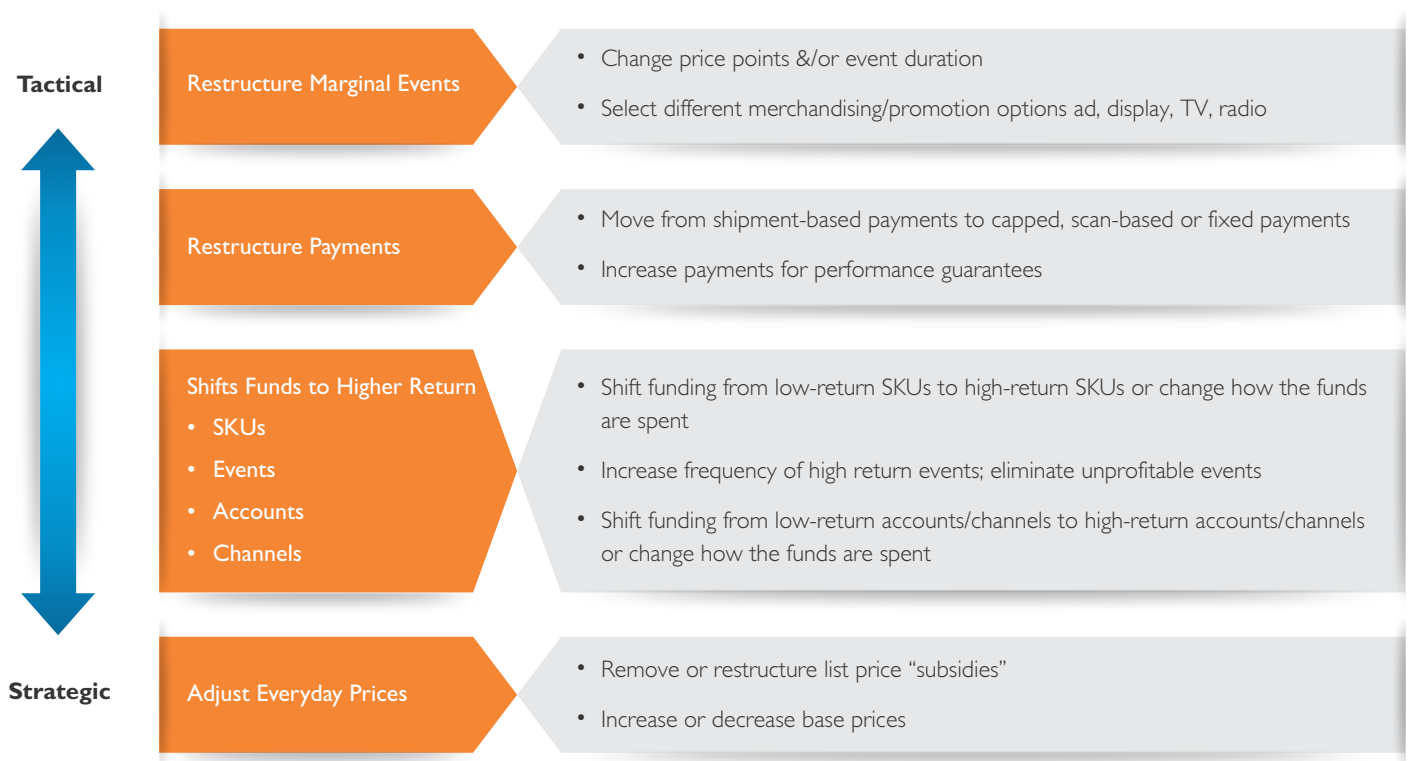 Tactical
Restructure Marginal Events
• Change price points &/or event duration
• Select different merchandising/promotion options ad, display, TV, radio
Restructure Payments
• Move from shipment-based payments to capped, scan-based or fixed payments
• Increase payments for performance guarantees
Shifts Funds to Higher Return
• SKUs
• Events
• Accounts
• Channels
• Shift funding from low-return SKUs to high-return SKUs or change how the funds
are spent
• Increase frequency of high return events; eliminate unprofitable events
• Shift funding from low-return accounts/channels to high-return accounts/channels
or change how the funds are spent
Strategic
Adjust Everyday Prices
• Remove or restructure list price “subsidies”
• Increase or decrease base prices